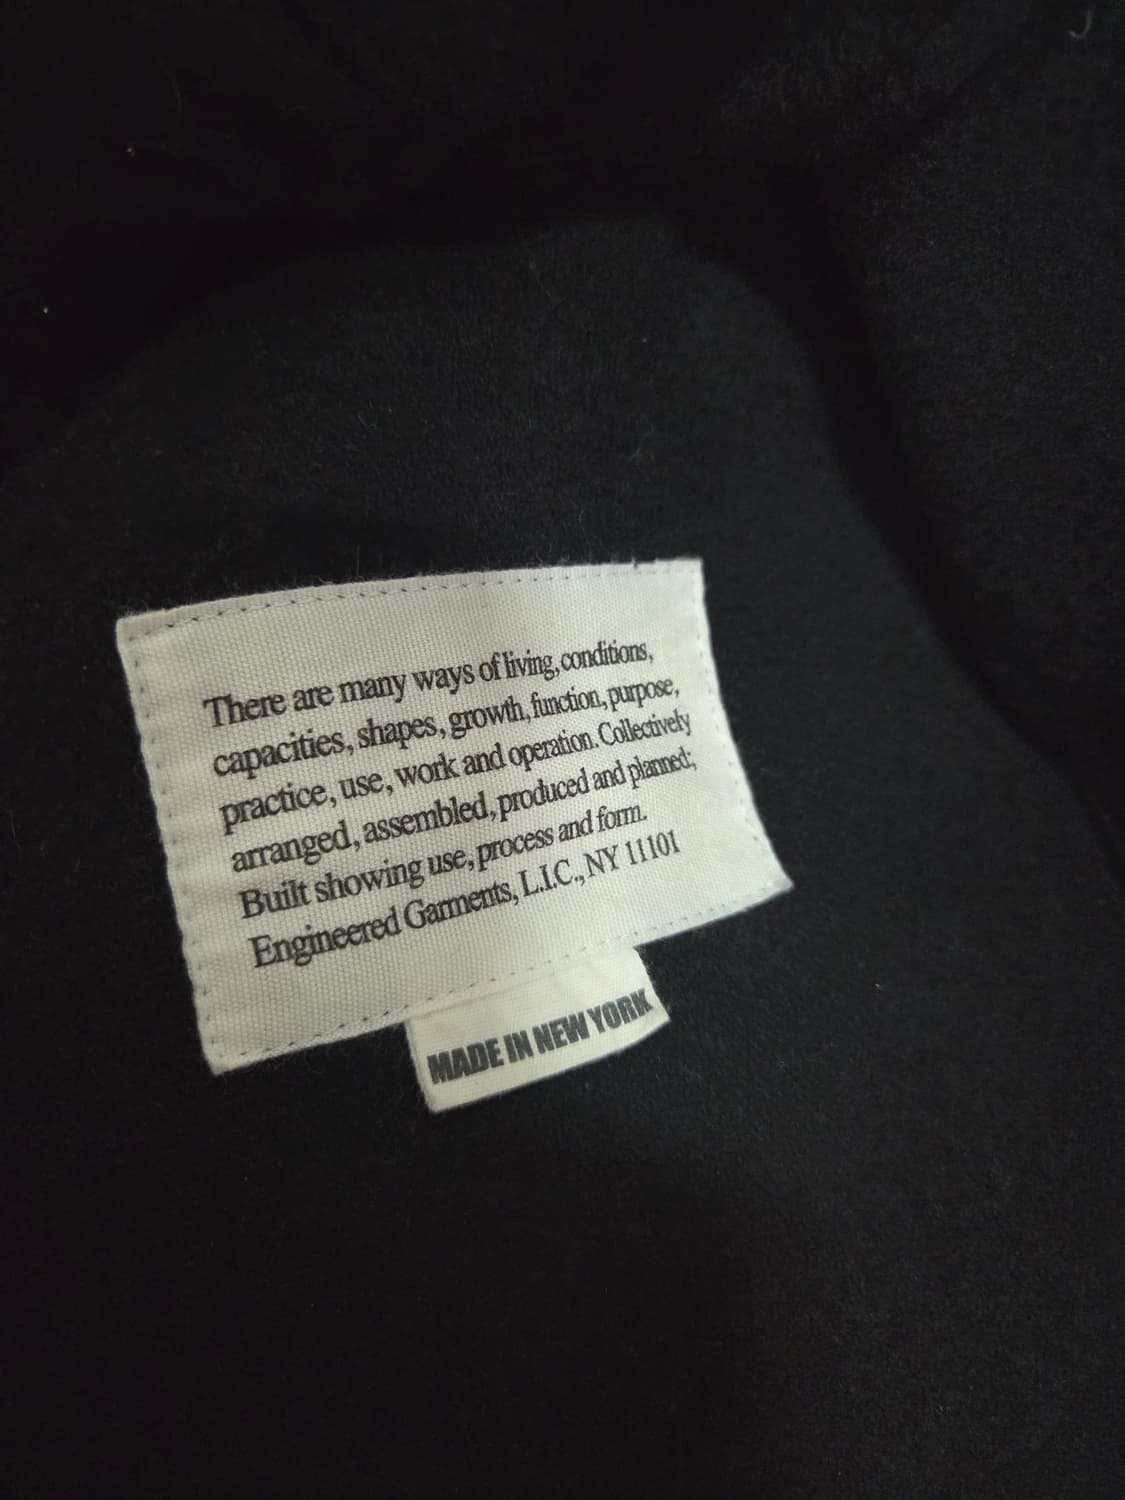 There are many ways of living, conditions,
capacities, shapes, growth, function, purpose,
practice, use, work and operation. Collectively
arranged, assembled, produced and planned;
Built showing use, process and form.
Engineered Garments, L.I.C., NY 11101
MADE IN NEW YORK